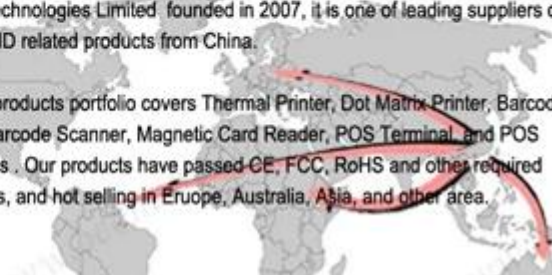 chnologies Limited founded in 2007, it is one of leading suppliers o
ID related products from China.
products portfolio covers Thermal Printer, Dot Matrix Printer, Barcod
arcode Scanner, Magnetic Card Reader, POS Terminal, and POS
s . Our products have passed CE, FCC, RoHS and other required
s, and hot selling in Eruope, Australia, Asia, and other area.